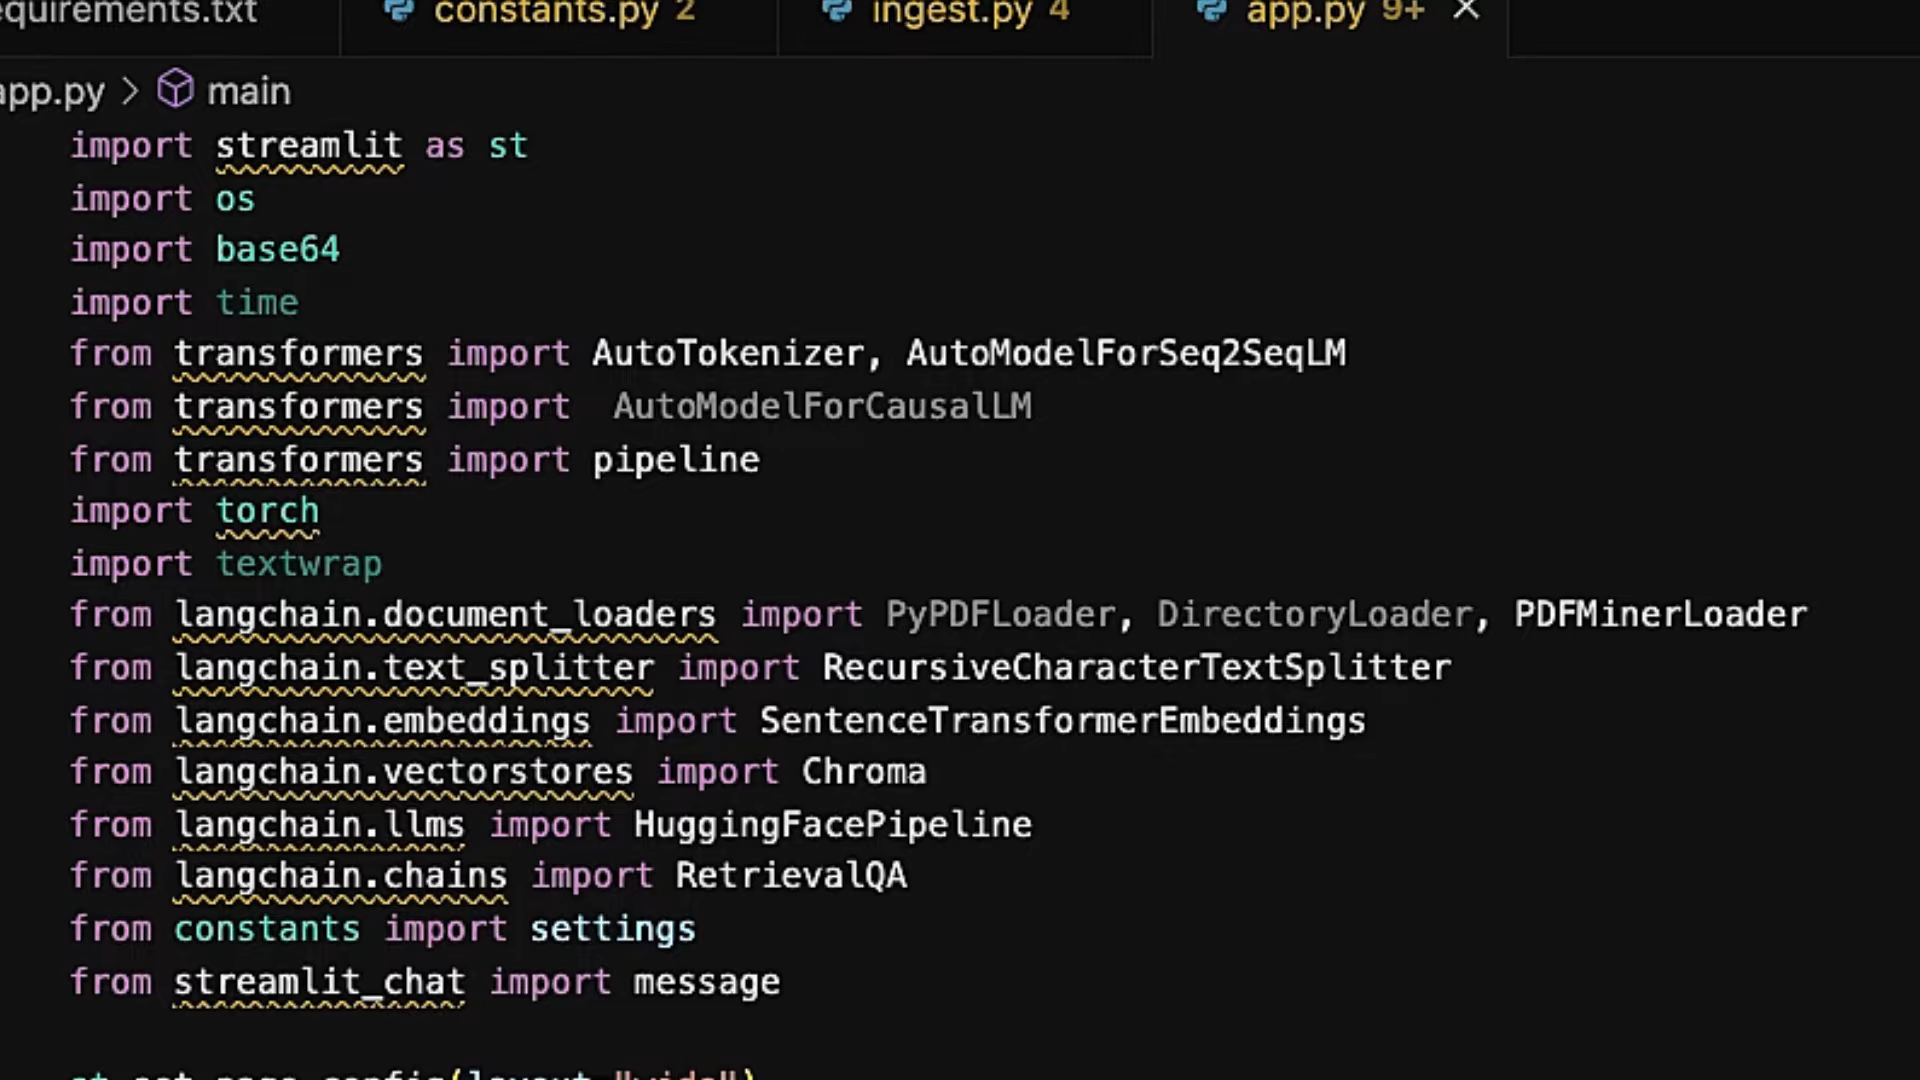 equirements.txt constants.py 2 ingest.py 4 app.py 9+ ×
app.py > main
import streamlit as st
import os
import base64
import time
from transformers import AutoTokenizer, AutoModelForSeq2SeqLM
from transformers import  AutoModelForCausalLM
from transformers import pipeline
import torch
import textwrap
from langchain.document_loaders import PyPDFLoader, DirectoryLoader, PDFMinerLoader
from langchain.text_splitter import RecursiveCharacterTextSplitter
from langchain.embeddings import SentenceTransformerEmbeddings
from langchain.vectorstores import Chroma
from langchain.llms import HuggingFacePipeline
from langchain.chains import RetrievalQA
from constants import settings
from streamlit_chat import message
st.set_page_config(layout="wide")